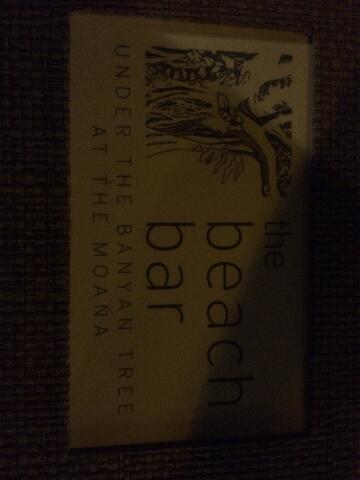 the
beach
bar
UNDER THE BANYAN TREE
AT THE MOANA